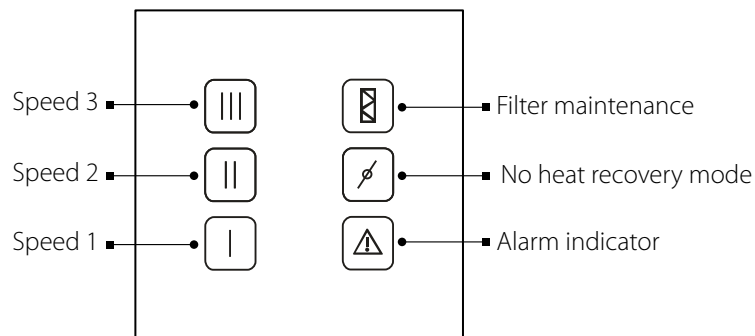 Speed 3
Filter maintenance
Speed 2
No heat recovery mode
Speed 1
Alarm indicator